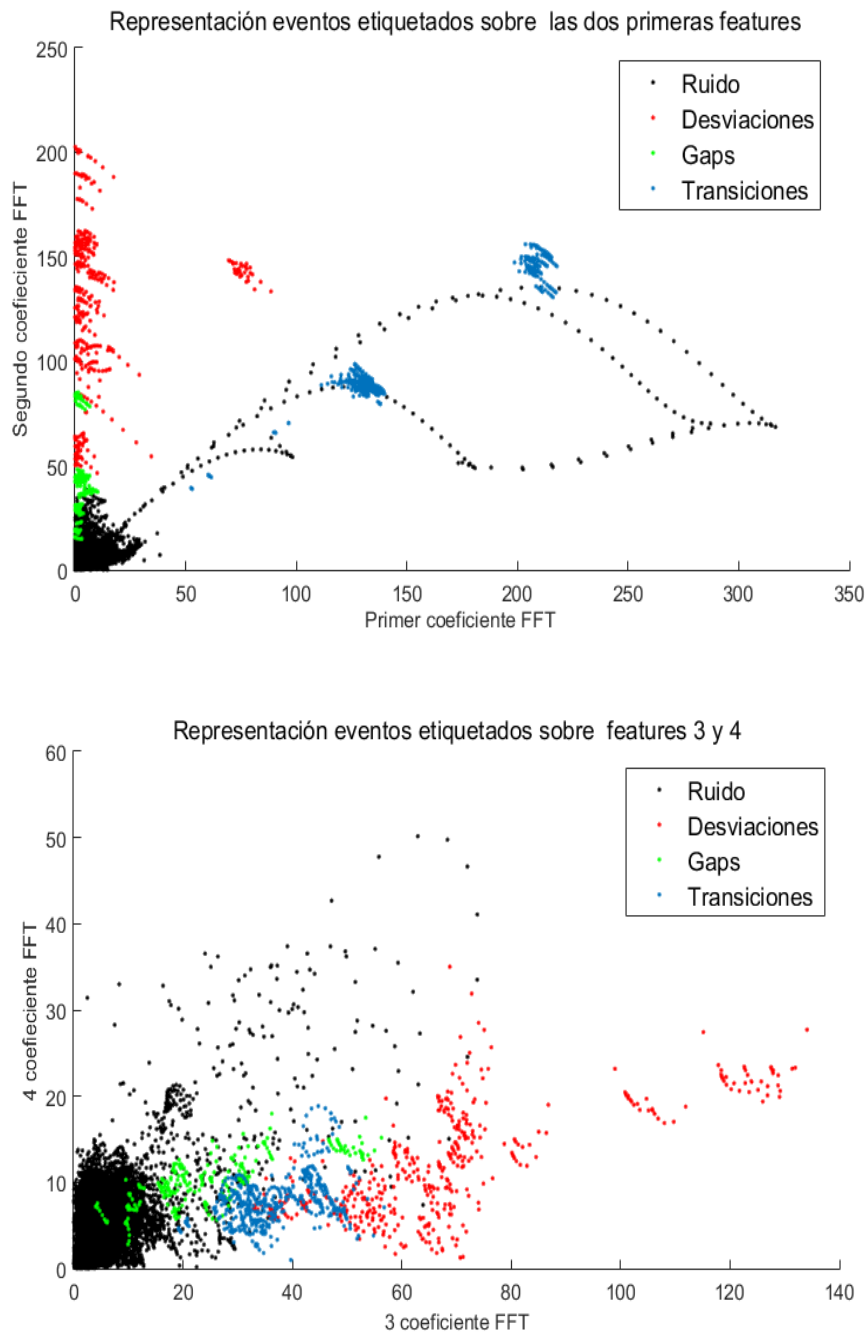 Representación eventos etiquetados sobre  las dos primeras features
250
200
150
100
50
0
Segundo coefieciente FFT
Ruido
Desviaciones
Gaps
Transiciones
0 50 100 150 200 250 300 350
Primer coeficiente FFT
Representación eventos etiquetados sobre  features 3 y 4
60
50
40
30
20
10
0
4 coefieciente FFT
Ruido
Desviaciones
Gaps
Transiciones
0 20 40 60 80 100 120 140
3 coeficiente FFT